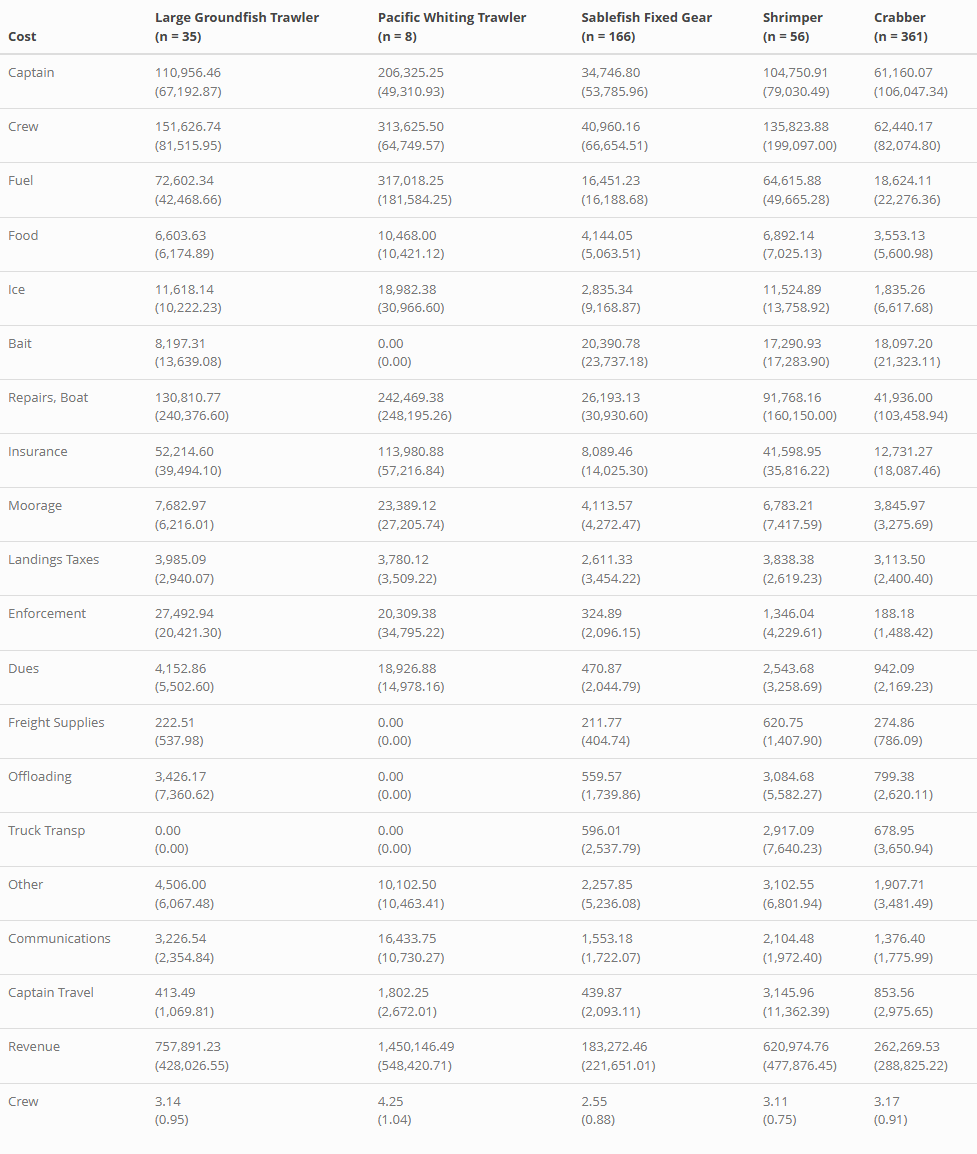 Cost Large Groundfish Trawler (n = 35) Pacific Whiting Trawler (n = 8) Sablefish Fixed Gear (n = 166) Shrimper (n = 56) Crabber (n = 361)
Captain 110,956.46 206,325.25 34,746.80 104,750.91 61,160.07
(67,192.87) (49,310.93) (53,785.96) (79,030.49) (106,047.34)
Crew 151,626.74 313,625.50 40,960.16 135,823.88 62,440.17
(81,515.95) (64,749.57) (66,654.51) (199,097.00) (82,074.80)
Fuel 72,602.34 317,018.25 16,451.23 64,615.88 18,624.11
(42,468.66) (181,584.25) (16,188.68) (49,665.28) (22,276.36)
Food 6,603.63 10,468.00 4,144.05 6,892.14 3,553.13
(6,174.89) (10,421.12) (5,063.51) (7,025.13) (5,600.98)
Ice 11,618.14 18,982.38 2,835.34 11,524.89 1,835.26
(10,222.23) (30,966.60) (9,168.87) (13,758.92) (6,617.68)
Bait 8,197.31 0.00 20,390.78 17,290.93 18,097.20
(13,639.08) (0.00) (23,737.18) (17,283.90) (21,323.11)
Repairs, Boat 130,810.77 242,469.38 26,193.13 91,768.16 41,936.00
(240,376.60) (248,195.26) (30,930.60) (160,150.00) (103,458.94)
Insurance 52,214.60 113,980.88 8,089.46 41,598.95 12,731.27
(39,494.10) (57,216.84) (14,025.30) (35,816.22) (18,087.46)
Moorage 7,682.97 23,389.12 4,113.57 6,783.21 3,845.97
(6,216.01) (27,205.74) (4,272.47) (7,417.59) (3,275.69)
Landings Taxes 3,985.09 3,780.12 2,611.33 3,838.38 3,113.50
(2,940.07) (3,509.22) (3,454.22) (2,619.23) (2,400.40)
Enforcement 27,492.94 20,309.38 324.89 1,346.04 188.18
(20,421.30) (34,795.22) (2,096.15) (4,229.61) (1,488.42)
Dues 4,152.86 18,926.88 470.87 2,543.68 942.09
(5,502.60) (14,978.16) (2,044.79) (3,258.69) (2,169.23)
Freight Supplies 222.51 0.00 211.77 620.75 274.86
(537.98) (0.00) (404.74) (1,407.90) (786.09)
Offloading 3,426.17 0.00 559.57 3,084.68 799.38
(7,360.62) (0.00) (1,739.86) (5,582.27) (2,620.11)
Truck Transp 0.00 0.00 596.01 2,917.09 678.95
(0.00) (0.00) (2,537.79) (7,640.23) (3,650.94)
Other 4,506.00 10,102.50 2,257.85 3,102.55 1,907.71
(6,067.48) (10,463.41) (5,236.08) (6,801.94) (3,481.49)
Communications 3,226.54 16,433.75 1,553.18 2,104.48 1,376.40
(2,354.84) (10,730.27) (1,722.07) (1,972.40) (1,775.99)
Captain Travel 413.49 1,802.25 439.87 3,145.96 853.56
(1,069.81) (2,672.01) (2,093.11) (11,362.39) (2,975.65)
Revenue 757,891.23 1,450,146.49 183,272.46 620,974.76 262,269.53
(428,026.55) (548,420.71) (221,651.01) (477,876.45) (288,825.22)
Crew 3.14 4.25 2.55 3.11 3.17
(0.95) (1.04) (0.88) (0.75) (0.91)